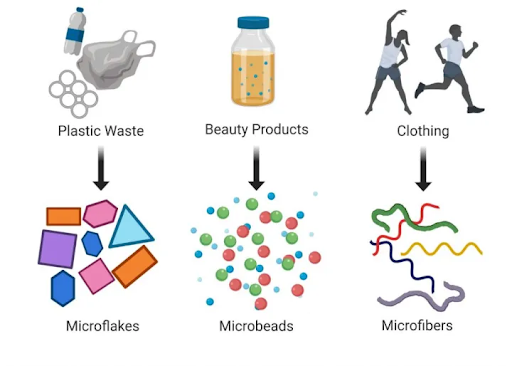 Plastic Waste
Beauty Products
Clothing
Microflakes
Microbeads
Microfibers